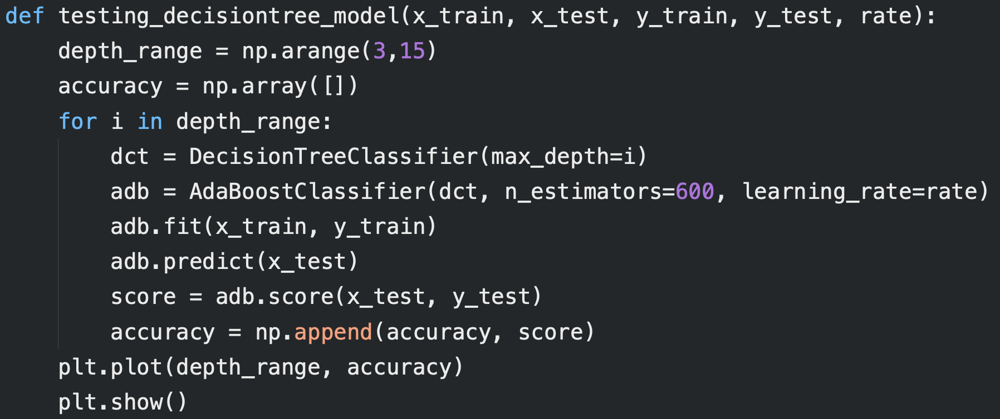 def testing_decisiontree_model(x_train, x_test, y_train, y_test, rate):
    depth_range = np.arange(3,15)
    accuracy = np.array([])
    for i in depth_range:
        dct = DecisionTreeClassifier(max_depth=i)
        adb = AdaBoostClassifier(dct, n_estimators=600, learning_rate=rate)
        adb.fit(x_train, y_train)
        adb.predict(x_test)
        score = adb.score(x_test, y_test)
        accuracy = np.append(accuracy, score)
    plt.plot(depth_range, accuracy)
    plt.show()